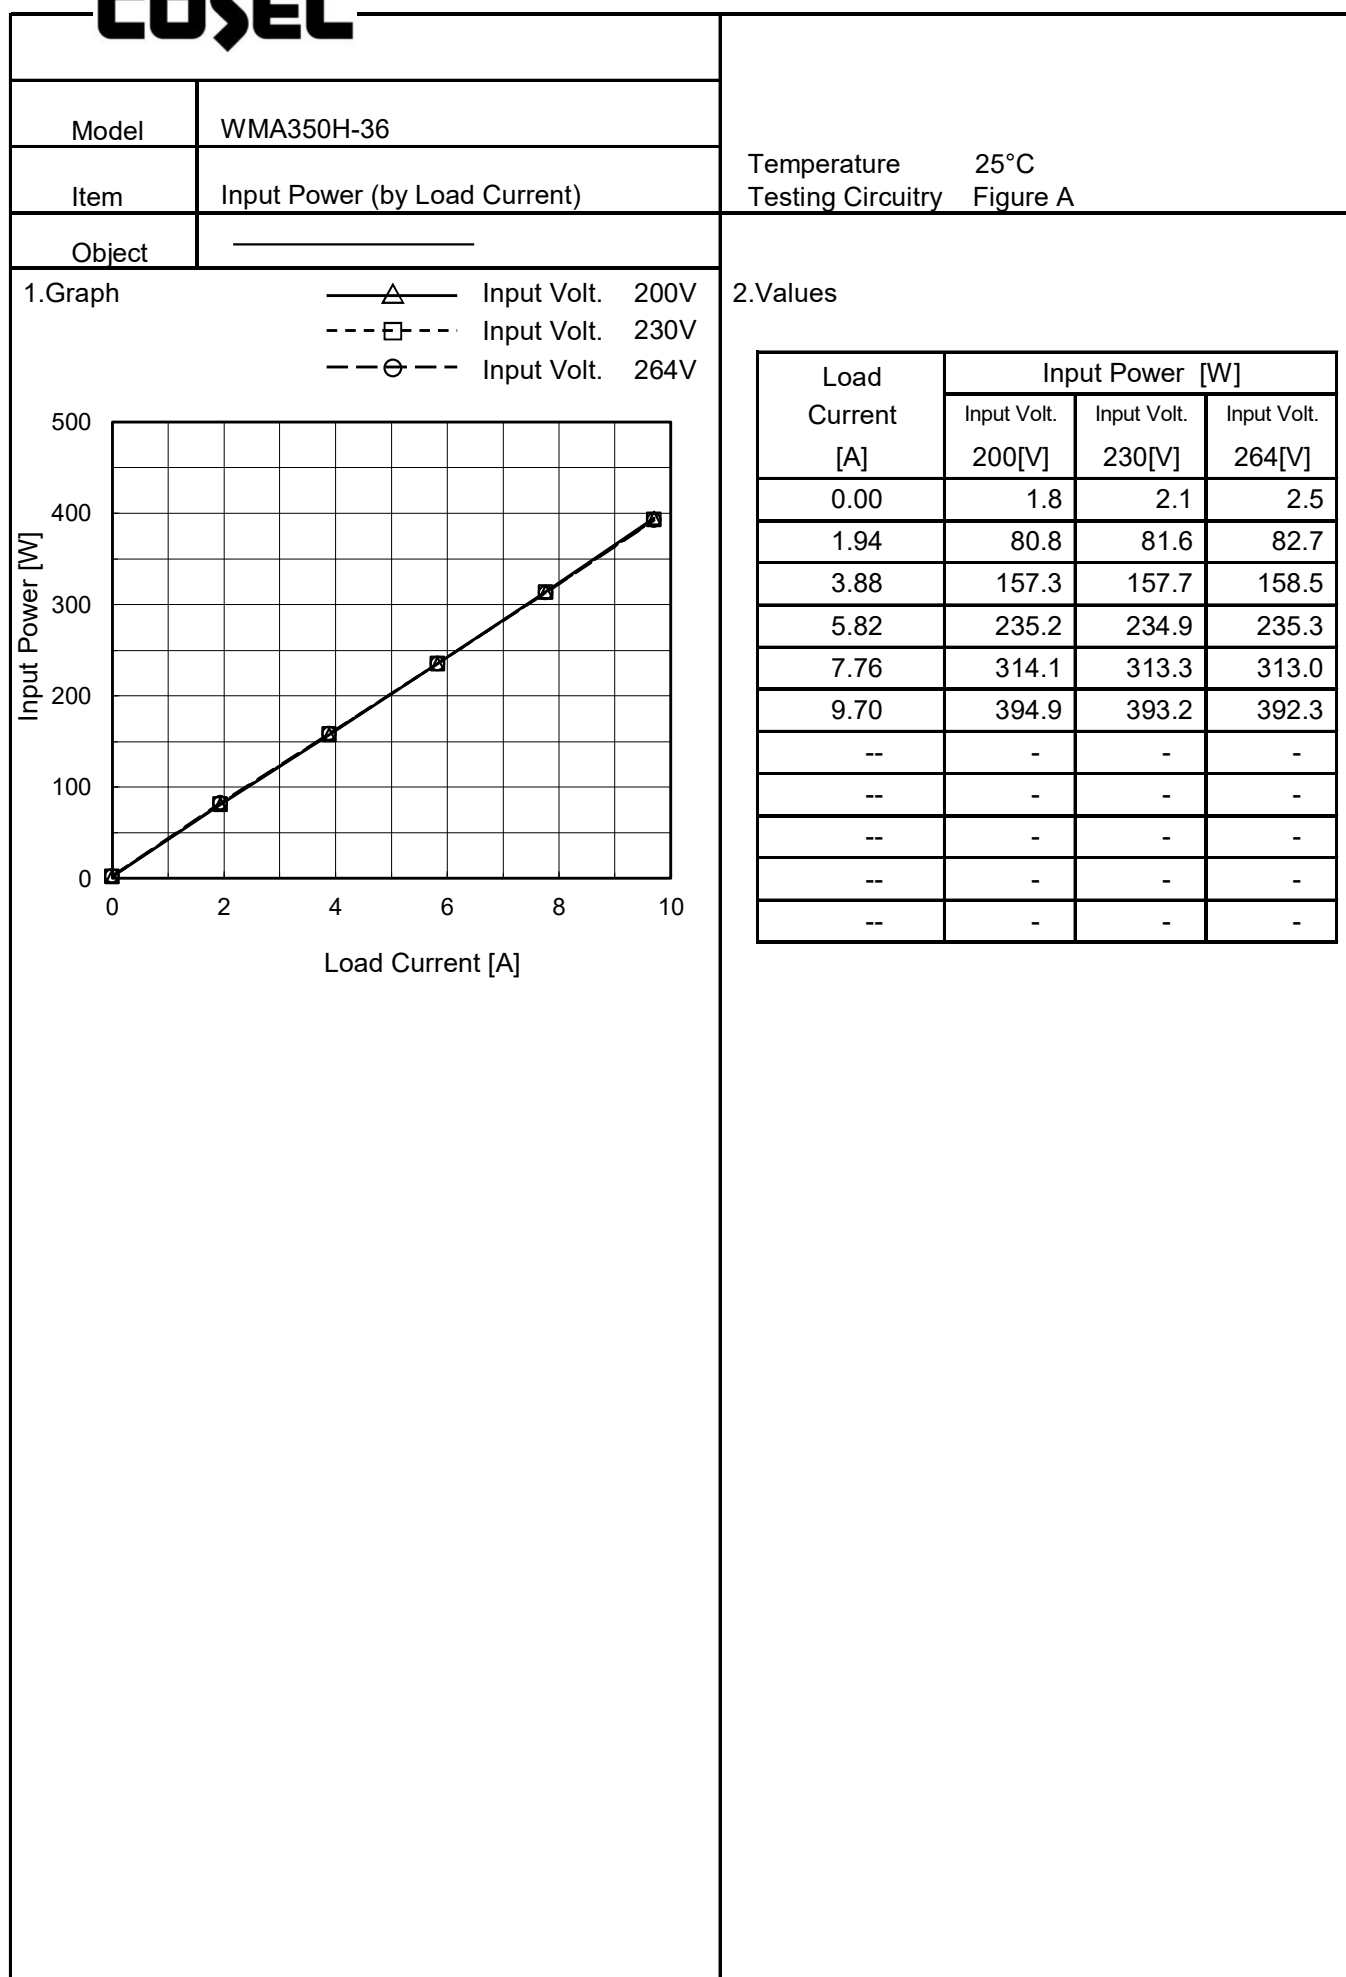 COSEL
Model WMA350H-36
Item Input Power (by Load Current)
Object
Temperature 25°C
Testing Circuitry Figure A
1.Graph
Input Volt. 200V
Input Volt. 230V
Input Volt. 264V
500
400
300
200
100
0
Input Power [W]
0 2 4 6 8 10
Load Current [A]
2.Values
Load Current [A]
Input Power [W]
Input Volt. Input Volt. Input Volt.
200[V] 230[V] 264[V]
0.00 1.8 2.1 2.5
1.94 80.8 81.6 82.7
3.88 157.3 157.7 158.5
5.82 235.2 234.9 235.3
7.76 314.1 313.3 313.0
9.70 394.9 393.2 392.3
-- - - -
-- - - -
-- - - -
-- - - -
-- - - -